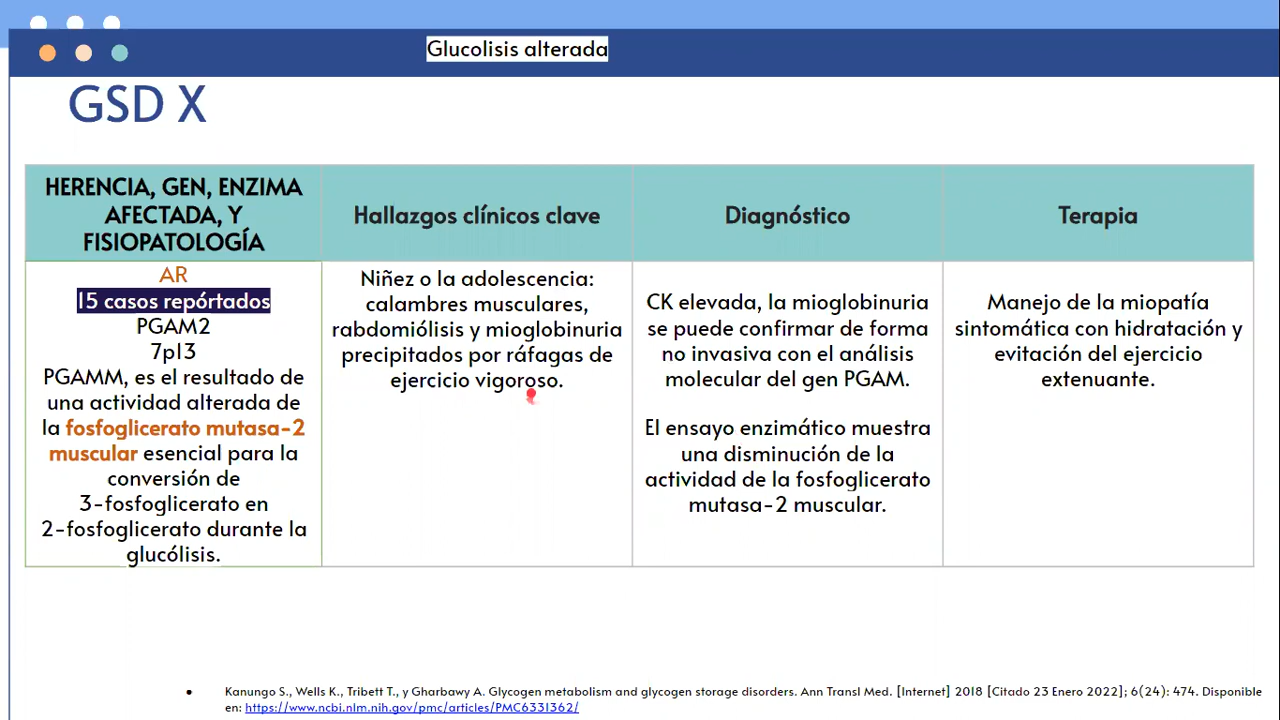 Glucolisis alterada
GSD X
HERENCIA, GEN, ENZIMA
AFECTADA, Y
FISIOPATOLOGÍA
Hallazgos clínicos clave
Diagnóstico
Terapia
AR
15 casos repórtados
PGAM2
7p13
PGAMM, es el resultado de
una actividad alterada de
la fosfoglicerato mutasa-2
muscular esencial para la
conversión de
3-fosfoglicerato en
2-fosfoglicerato durante la
glucólisis.
Niñez o la adolescencia:
calambres musculares,
rabdomiólisis y mioglobinuria
precipitados por ráfagas de
ejercicio vigoroso.
CK elevada, la mioglobinuria
se puede confirmar de forma
no invasiva con el análisis
molecular del gen PGAM.
El ensayo enzimático muestra
una disminución de la
actividad de la fosfoglicerato
mutasa-2 muscular.
Manejo de la miopatía
sintomática con hidratación y
evitación del ejercicio
extenuante.
• Kanungo S., Wells K., Tribett T., y Gharbawy A. Glycogen metabolism and glycogen storage disorders. Ann Transl Med. [Internet] 2018 [Citado 23 Enero 2022]; 6(24): 474. Disponible
en: https://www.ncbi.nlm.nih.gov/pmc/articles/PMC6331362/